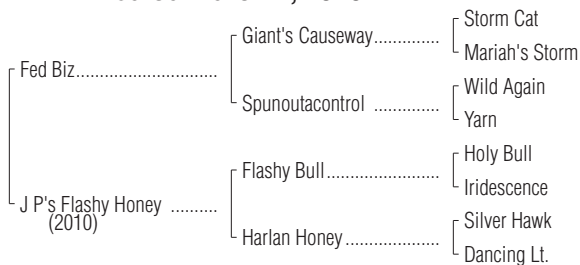 Giant's Causeway..............
Storm Cat
Mariah's Storm
Fed Biz..............................
Spunoutacontrol ..............
Wild Again
Yarn
Flashy Bull........................
Holy Bull
Iridescence
J P's Flashy Honey ..........
(2010)
Harlan Honey....................
Silver Hawk
Dancing Lt.